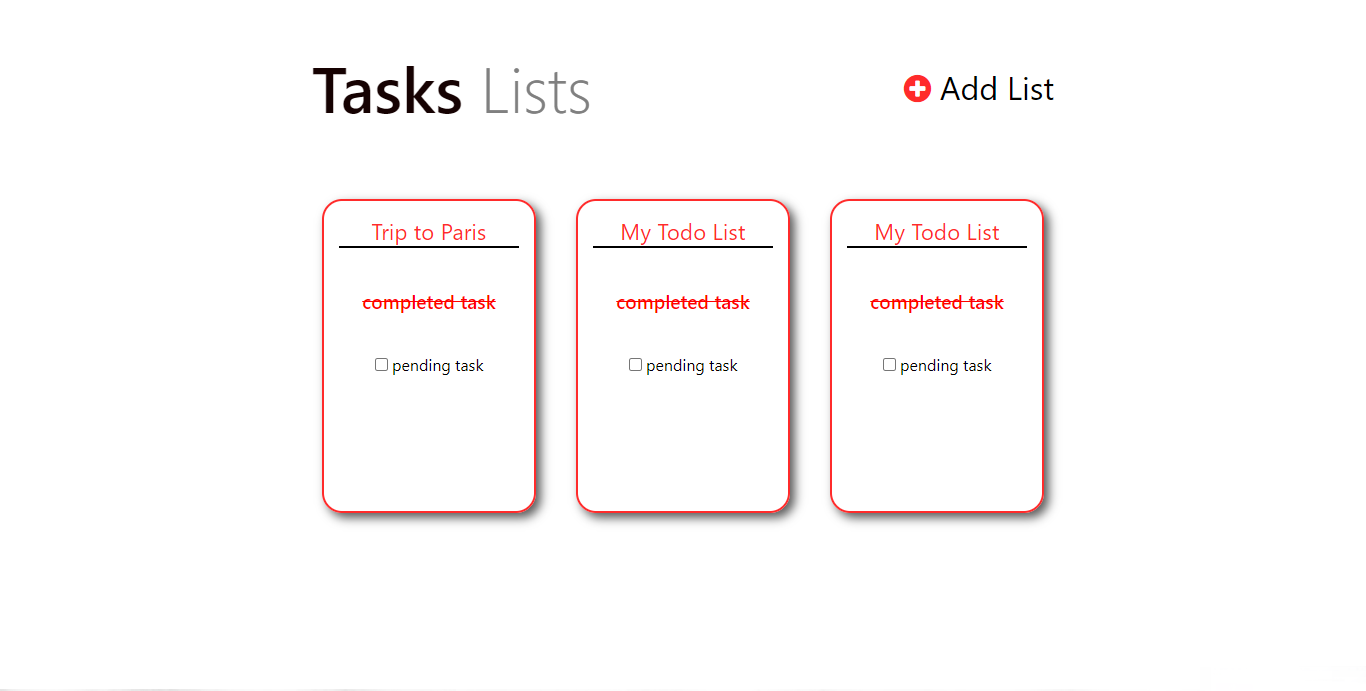 Tasks Lists
Add List
Trip to Paris
completed task
pending task
My Todo List
completed task
pending task
My Todo List
completed task
pending task